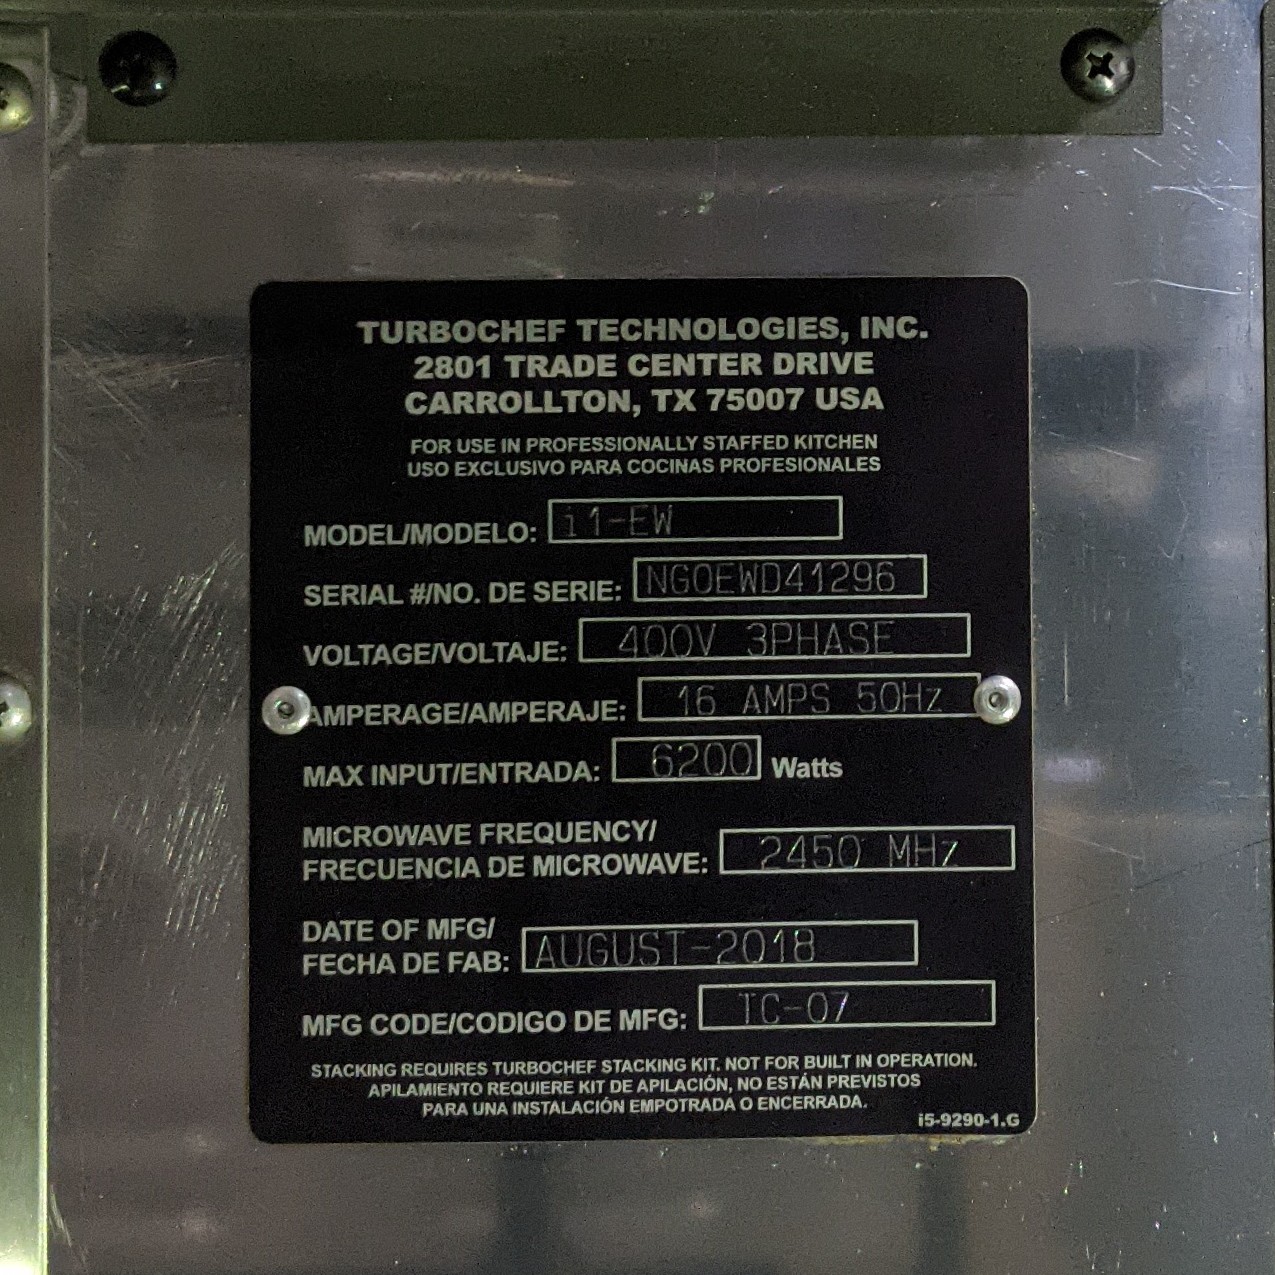 TURBOCHEF TECHNOLOGIES, INC.
2801 TRADE CENTER DRIVE
CARROLLTON, TX 75007 USA
FOR USE IN PROFESSIONALLY STAFFED KITCHEN
USO EXCLUSIVO PARA COCINAS PROFESIONALES
MODEL/MODELO: i1-EW
SERIAL #/NO. DE SERIE: NGOEWD41296
VOLTAGE/VOLTAJE: 400V 3PHASE
AMPERAGE/AMPERAJE: 16 AMPS 50Hz
MAX INPUT/ENTRADA: 6200 Watts
MICROWAVE FREQUENCY/
FRECUENCIA DE MICROWAVE: 2450 MHz
DATE OF MFG/
FECHA DE FAB: AUGUST-2018
MFG CODE/CODIGO DE MFG: TC-07
STACKING REQUIRES TURBOCHEF STACKING KIT. NOT FOR BUILT IN OPERATION.
APILAMIENTO REQUIERE KIT DE APILACIÓN, NO ESTÁN PREVISTOS
PARA UNA INSTALACIÓN EMPOTRADA O ENCERRADA.
i5-9290-1.G